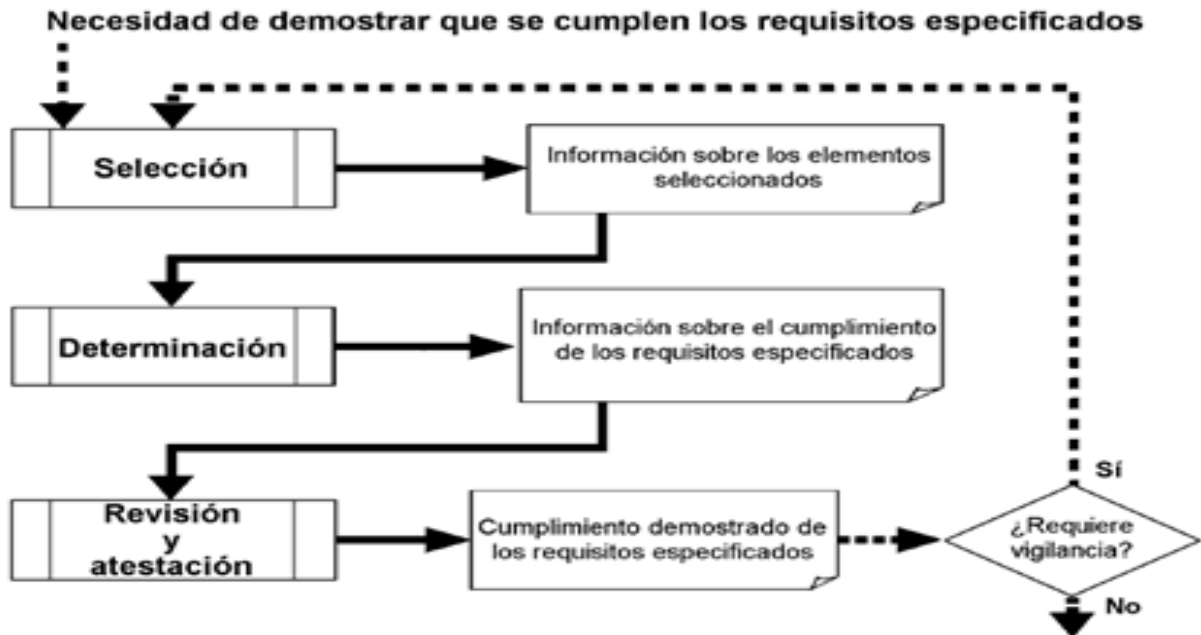 Necesidad de demostrar que se cumplen los requisitos especificados
Selección
Información sobre los elementos
seleccionados
Determinación
Información sobre el cumplimiento
de los requisitos especificados
Revisión
y
atestación
Cumplimiento demostrado de
los requisitos especificados
Sí
¿Requiere
vigilancia?
No